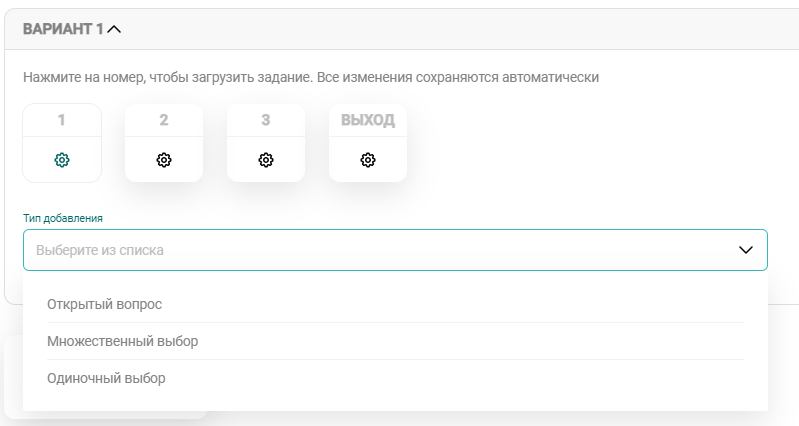 ВАРИАНТ 1
Нажмите на номер, чтобы загрузить задание. Все изменения сохраняются автоматически
1 2 3 ВЫХОД
Тип добавления
Выберите из списка
Открытый вопрос
Множественный выбор
Одиночный выбор